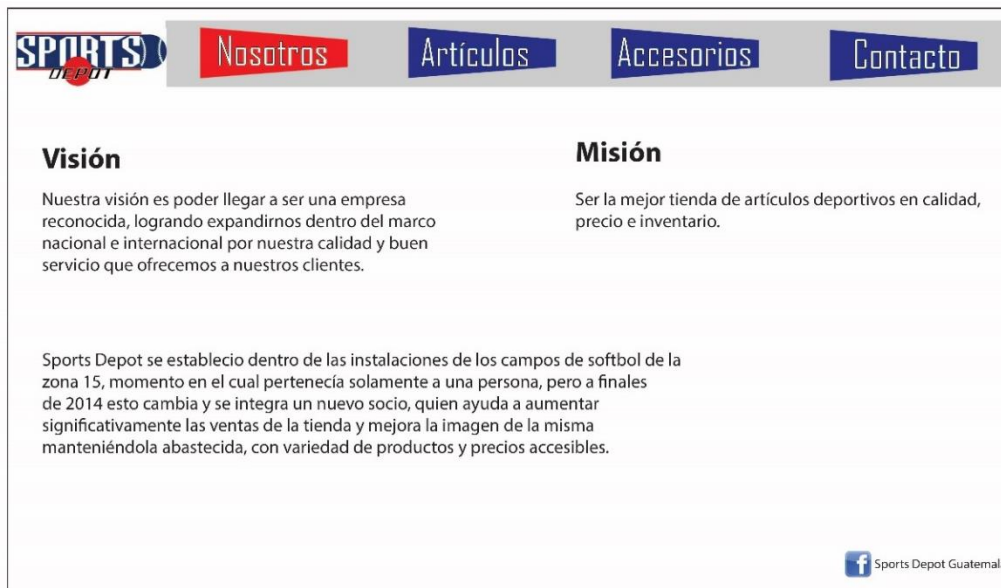 SPORTS
DEPOT
Nosotros
Artículos
Accesorios
Contacto
Visión
Nuestra visión es poder llegar a ser una empresa
reconocida, logrando expandirnos dentro del marco
nacional e internacional por nuestra calidad y buen
servicio que ofrecemos a nuestros clientes.
Misión
Ser la mejor tienda de artículos deportivos en calidad,
precio e inventario.
Sports Depot se establecio dentro de las instalaciones de los campos de softbol de la
zona 15, momento en el cual pertenecía solamente a una persona, pero a finales
de 2014 esto cambia y se integra un nuevo socio, quien ayuda a aumentar
significativamente las ventas de la tienda y mejora la imagen de la misma
manteniéndola abastecida, con variedad de productos y precios accesibles.
f
Sports Depot Guatemal